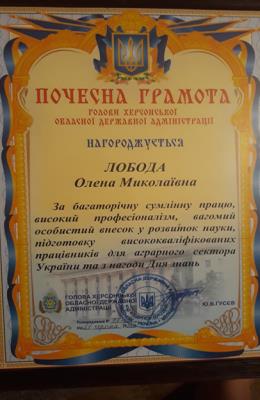 ПОЧЕСНА ГРАМОТА
ГОЛОВИ ХЕРСОНСЬКОЇ
ОБЛАСНОЇ ДЕРЖАВНОЇ АДМІНІСТРАЦІЇ
НАГОРОДЖУЄТЬСЯ
ЛОБОДА
Олена Миколаївна
За багаторічну сумлінну працю,
високий професіоналізм, вагомий
особистий внесок у розвиток науки,
підготовку висококваліфікованих
працівників для аграрного сектора
України та з нагоди Дня знань
ГОЛОВА ХЕРСОНСЬКОЇ
ОБЛАСНОЇ ДЕРЖАВНОЇ
АДМІНІСТРАЦІЇ
Ю.В.ГУСЄВ